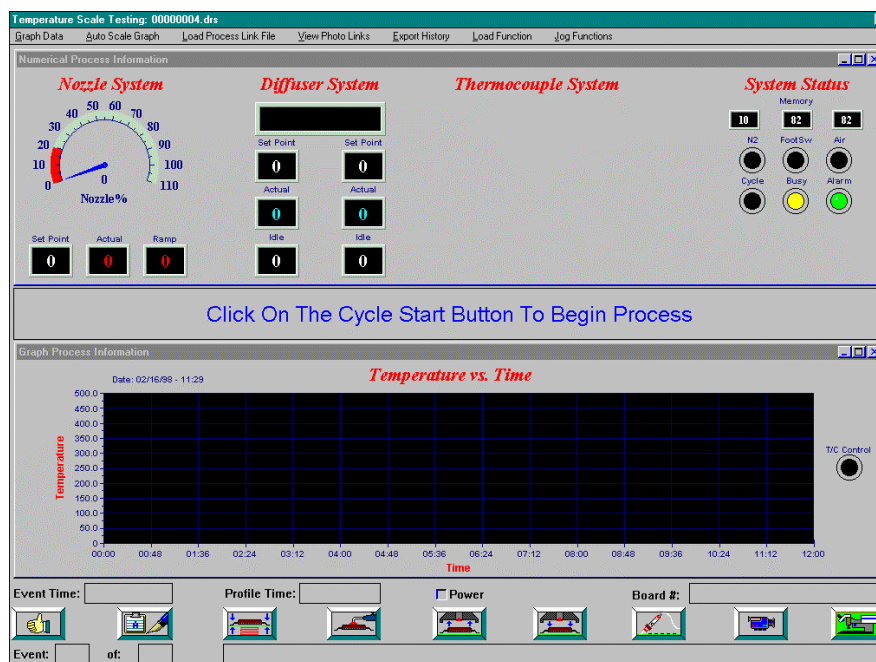 Temperature Scale Testing: 00000004.drs
Graph Data Auto Scale Graph Load Process Link File View Photo Links Export History Load Function Jog Functions
Numerical Process Information
Nozzle System Diffuser System Thermocouple System System Status
Memory
10 82 82
N2 FootSw Air
Cycle Busy Alarm
0 10 20 30 40 50 60 70 80 90 100 110
0
Nozzle%
Set Point Actual Ramp
0 0 0
Set Point Set Point
0 0
Actual Actual
0 0
Idle Idle
0 0
Click On The Cycle Start Button To Begin Process
Graph Process Information
Date: 02/16/98 - 11:29
Temperature vs. Time
500.0
450.0
400.0
350.0
300.0
250.0
200.0
150.0
100.0
50.0
0
Temperature
00:00 00:48 01:36 02:24 03:12 04:00 04:48 05:36 06:24 07:12 08:00 08:48 09:36 10:24 11:12 12:00
Time
T/C Control
Event Time: Profile Time: Power Board #:
Event: of: